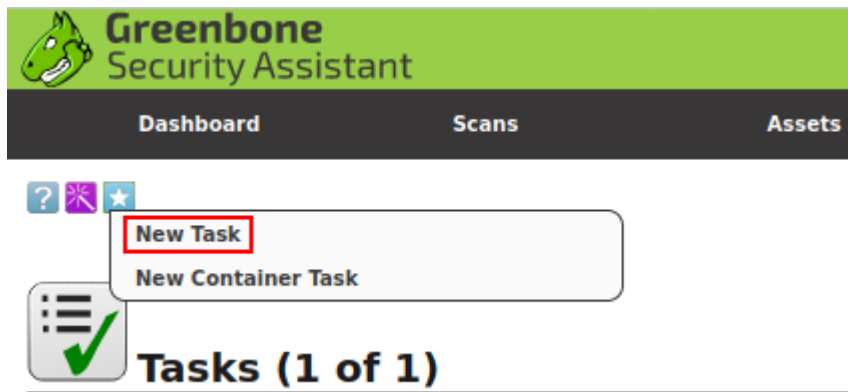 Greenbone
Security Assistant
Dashboard Scans Assets
?
New Task
New Container Task
Tasks (1 of 1)